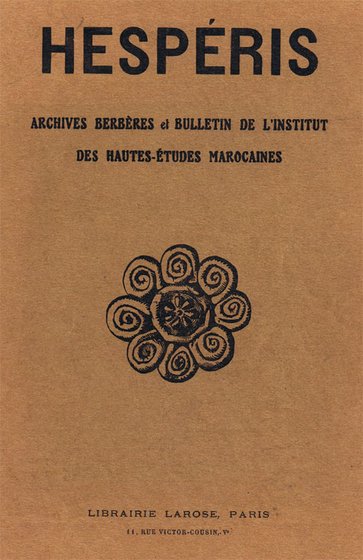 HESPÉRIS
ARCHIVES BERBÈRES et BULLETIN DE L'INSTITUT
DES HAUTES-ÉTUDES MAROCAINES
LIBRAIRIE LAROSE, PARIS
11, RUE VICTOR-COUSIN,-Vᵉ